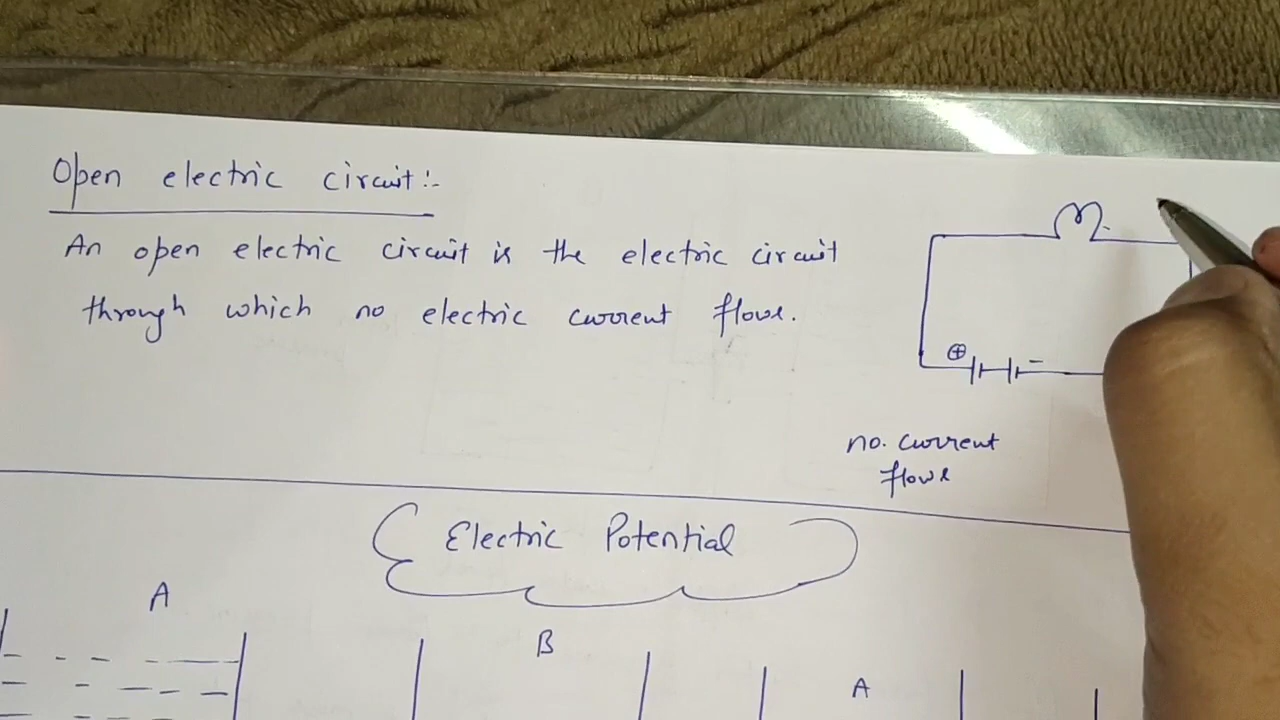 Open electric circuit:-
An open electric circuit is the electric circuit
through which no electric current flows.
⊕ -
no. current
flows
Electric Potential
A
B
A